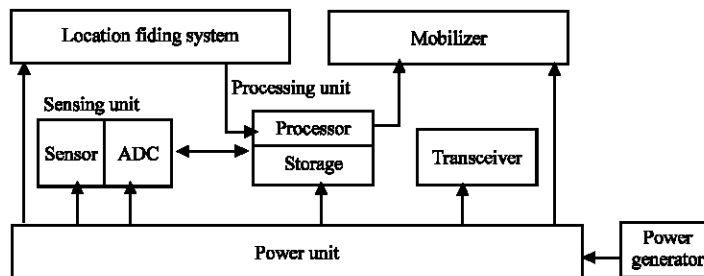 Location fiding system
Mobilizer
Processing unit
Sensing unit
Sensor
ADC
Processor
Storage
Transceiver
Power unit
Power
generator